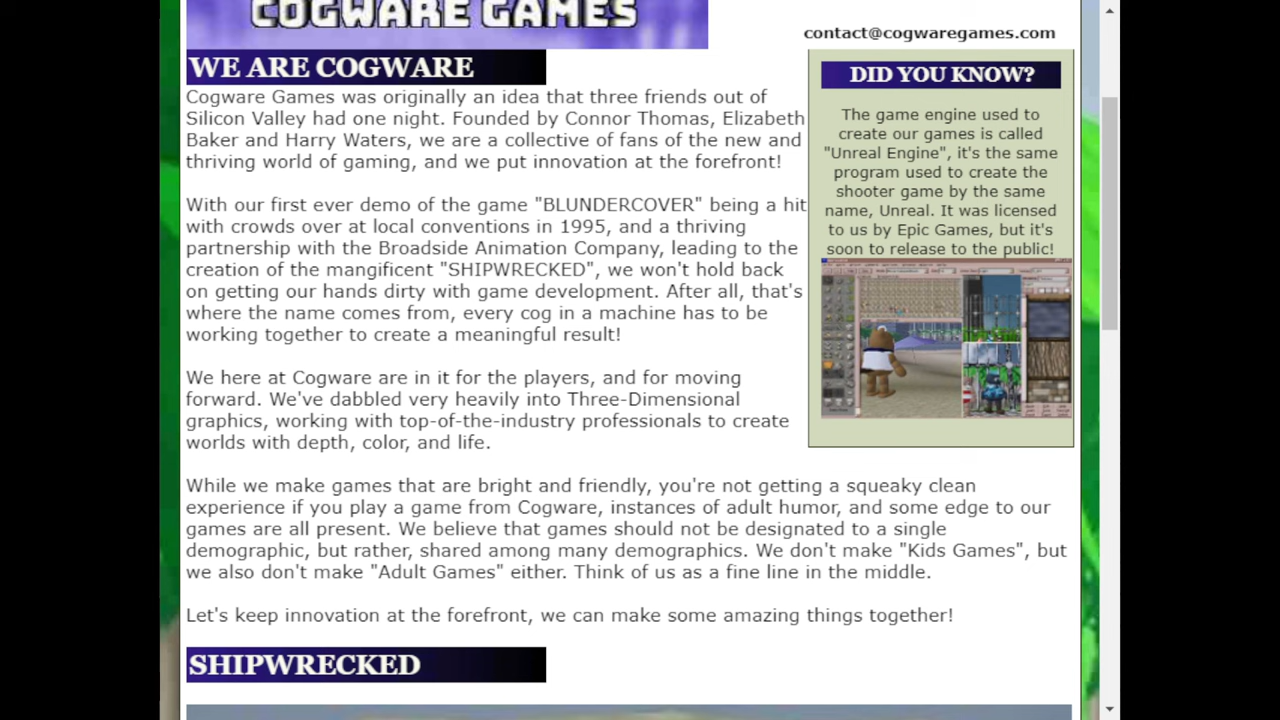 COGWARE GAMES
contact@cogwaregames.com
WE ARE COGWARE
Cogware Games was originally an idea that three friends out of
Silicon Valley had one night. Founded by Connor Thomas, Elizabeth
Baker and Harry Waters, we are a collective of fans of the new and
thriving world of gaming, and we put innovation at the forefront!
With our first ever demo of the game "BLUNDERCOVER" being a hit
with crowds over at local conventions in 1995, and a thriving
partnership with the Broadside Animation Company, leading to the
creation of the mangificent "SHIPWRECKED", we won't hold back
on getting our hands dirty with game development. After all, that's
where the name comes from, every cog in a machine has to be
working together to create a meaningful result!
We here at Cogware are in it for the players, and for moving
forward. We've dabbled very heavily into Three-Dimensional
graphics, working with top-of-the-industry professionals to create
worlds with depth, color, and life.
While we make games that are bright and friendly, you're not getting a squeaky clean
experience if you play a game from Cogware, instances of adult humor, and some edge to our
games are all present. We believe that games should not be designated to a single
demographic, but rather, shared among many demographics. We don't make "Kids Games", but
we also don't make "Adult Games" either. Think of us as a fine line in the middle.
Let's keep innovation at the forefront, we can make some amazing things together!
DID YOU KNOW?
The game engine used to
create our games is called
"Unreal Engine", it's the same
program used to create the
shooter game by the same
name, Unreal. It was licensed
to us by Epic Games, but it's
soon to release to the public!
SHIPWRECKED